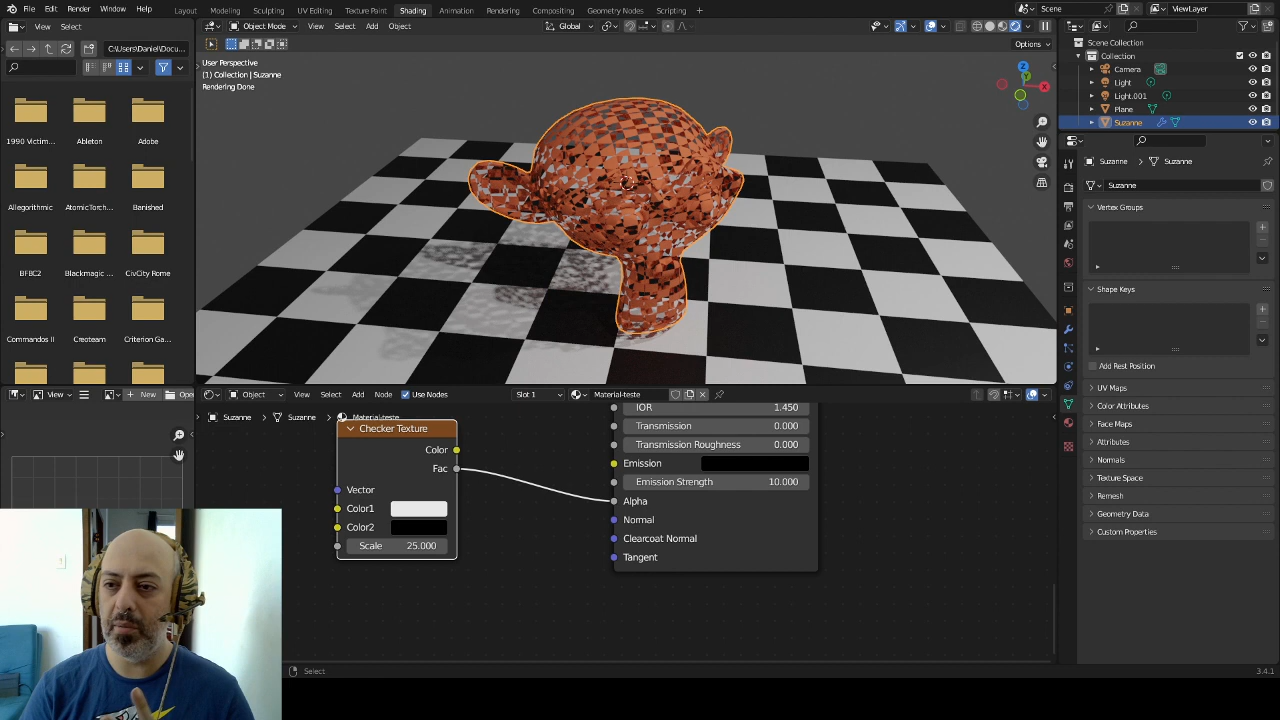 File Edit Render Window Help Layout Modeling Sculpting UV Editing Texture Paint Shading Animation Rendering Compositing Geometry Nodes Scripting Scene ViewLayer
View Select Object Mode View Select Add Object Global
C:\Users\Daniel\Docu... Options
User Perspective
(1) Collection | Suzanne
Rendering Done
X
Y
Z
1990 Victim... Ableton Adobe
Allegorithmic AtomicTorch... Banished
BFBC2 Blackmagic ... CivCity Rome
Commandos II Croteam Criterion Ga...
Scene Collection
Collection
Camera
Light
Light.001
Plane
Suzanne
Suzanne Suzanne
Suzanne
Vertex Groups
Shape Keys
Add Rest Position
UV Maps
Color Attributes
Face Maps
Attributes
Normals
Texture Space
Remesh
Geometry Data
Custom Properties
View New Open Object View Select Add Node Use Nodes Slot 1 Material-teste
Suzanne Suzanne Material-teste
Checker Texture
Color
Fac
Vector
Color1
Color2
Scale 25.000
IOR 1.450
Transmission 0.000
Transmission Roughness 0.000
Emission
Emission Strength 10.000
Alpha
Normal
Clearcoat Normal
Tangent
Select 3.4.1